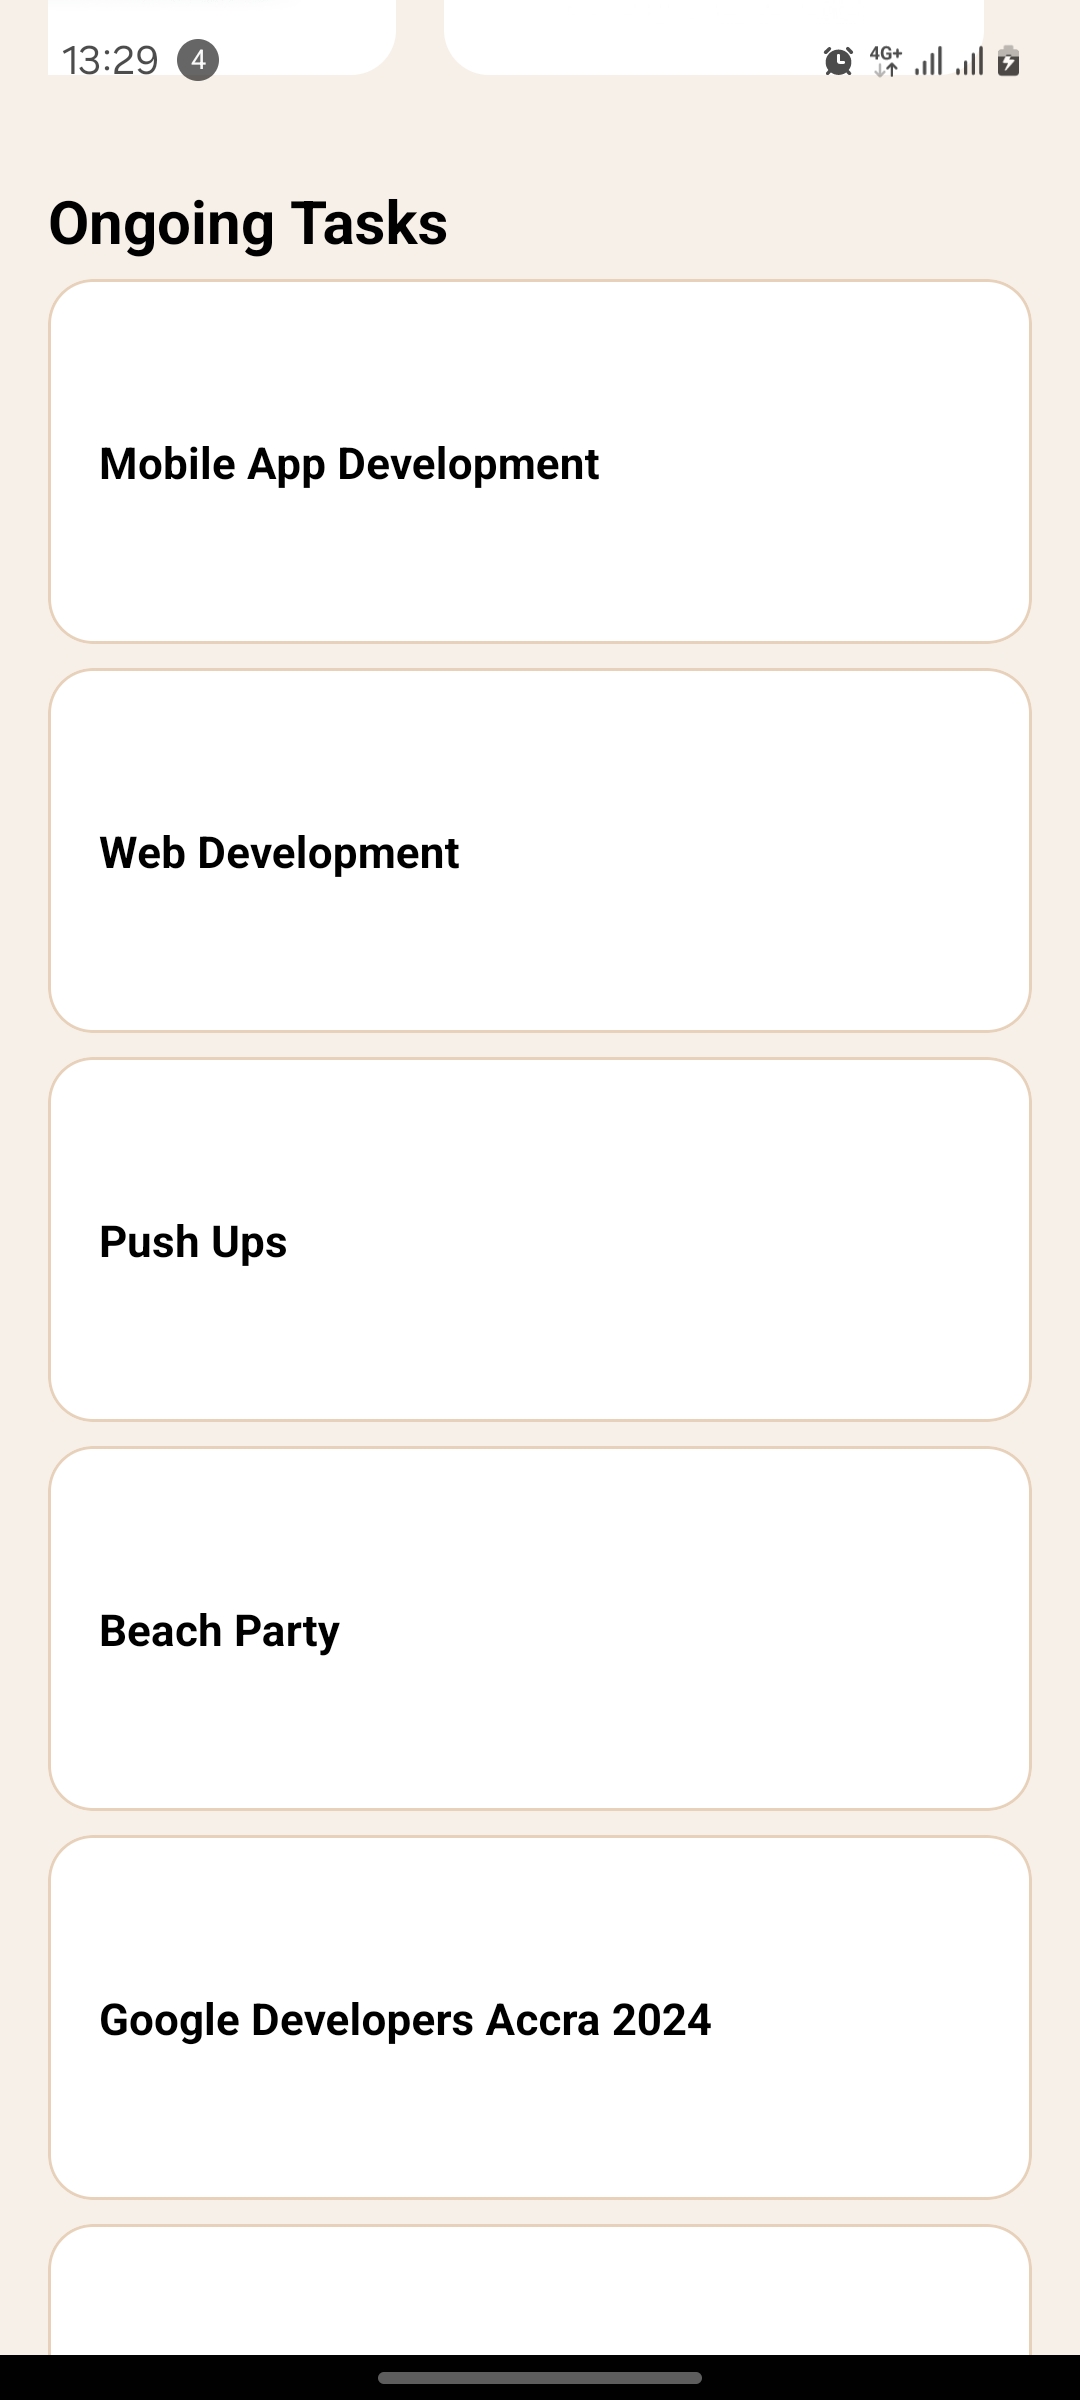 13:29 4 4G+
Ongoing Tasks
Mobile App Development
Web Development
Push Ups
Beach Party
Google Developers Accra 2024